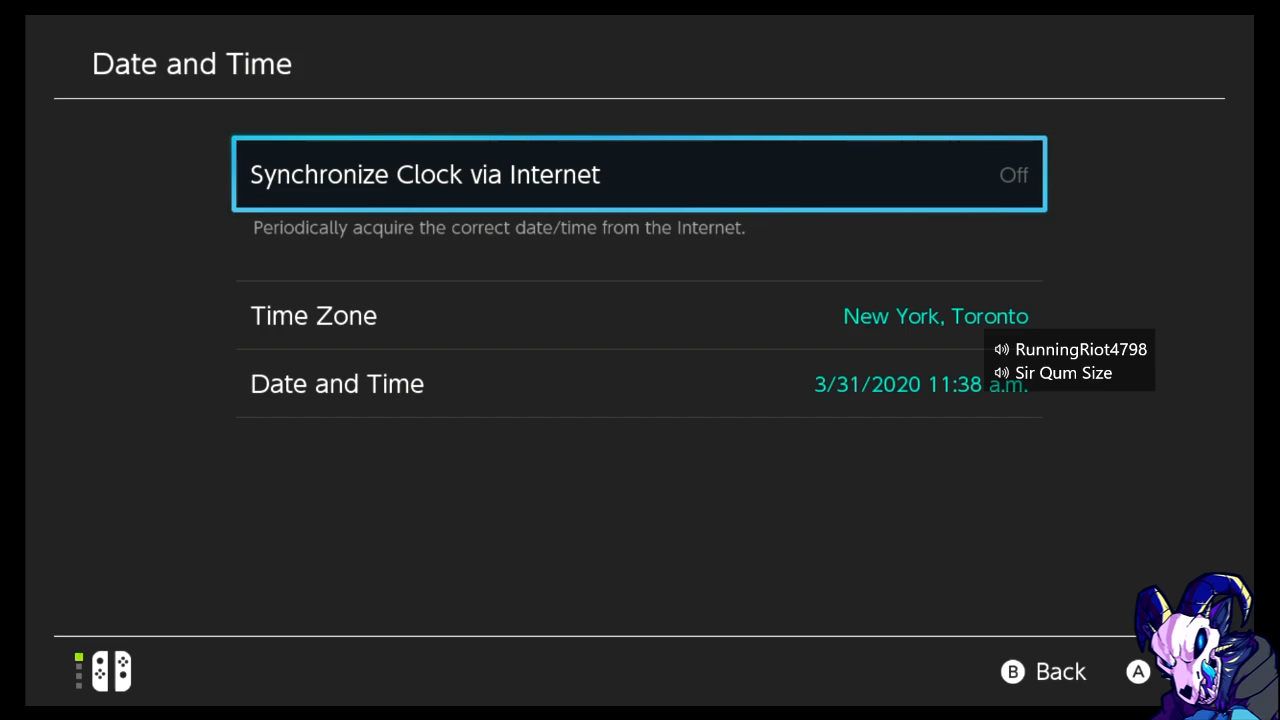 Date and Time
Synchronize Clock via Internet Off
Periodically acquire the correct date/time from the Internet.
Time Zone New York, Toronto
RunningRiot4798
Date and Time 3/31/2020 11:38 a.m.
Sir Qum Size
B Back A